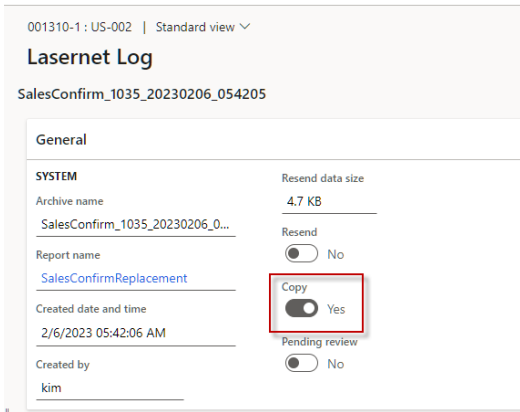 001310-1 : US-002 | Standard view
Lasernet Log
SalesConfirm_1035_20230206_054205
General
SYSTEM
Archive name
SalesConfirm_1035_20230206_0...
Report name
SalesConfirmReplacement
Created date and time
2/6/2023 05:42:06 AM
Created by
kim
Resend data size
4.7 KB
Resend
No
Copy
Yes
Pending review
No